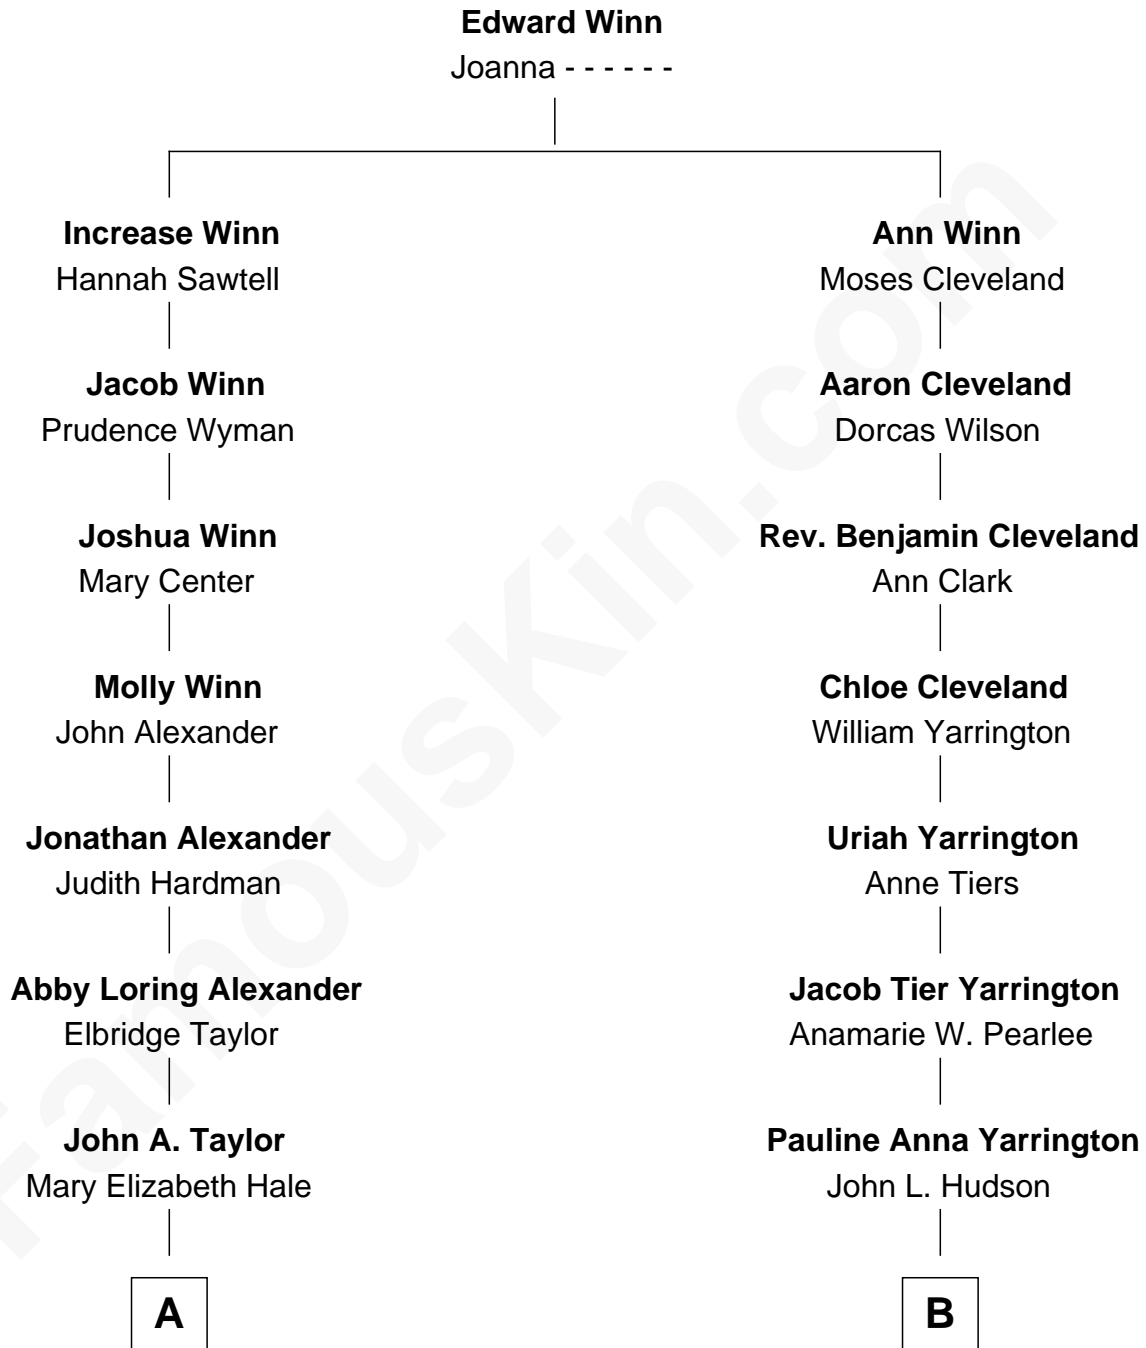 Edward Winn
Joanna - - - - - -
Increase Winn
Hannah Sawtell
Ann Winn
Moses Cleveland
Jacob Winn
Prudence Wyman
Aaron Cleveland
Dorcas Wilson
Joshua Winn
Mary Center
Rev. Benjamin Cleveland
Ann Clark
Molly Winn
John Alexander
Chloe Cleveland
William Yarrington
Jonathan Alexander
Judith Hardman
Uriah Yarrington
Anne Tiers
Abby Loring Alexander
Elbridge Taylor
Jacob Tier Yarrington
Anamarie W. Pearlee
John A. Taylor
Mary Elizabeth Hale
Pauline Anna Yarrington
John L. Hudson
A
B
FamousKin.com